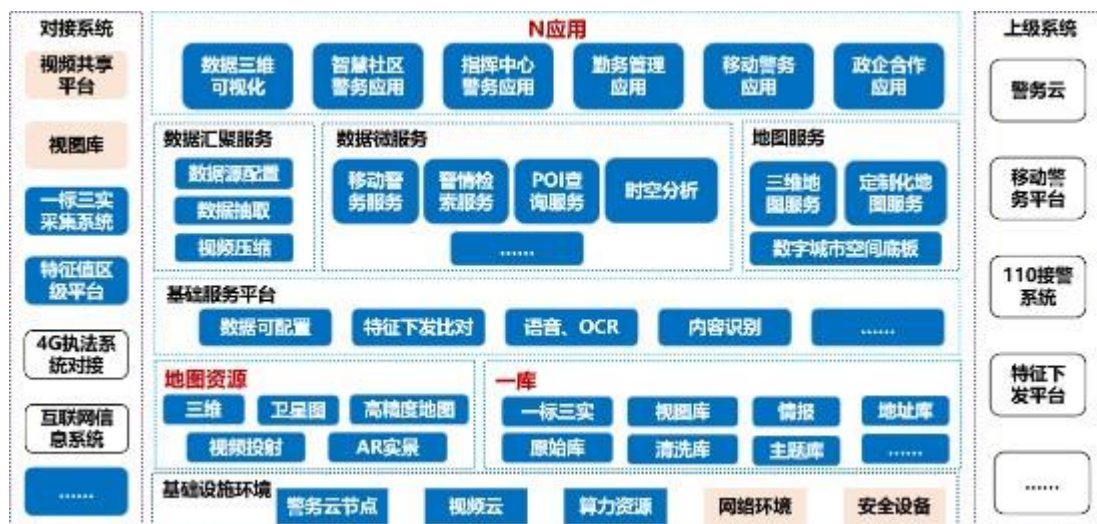 对接系统
视频共享
平台
视图库
一标三实
采集系统
特征值区
级平台
4G执法系
统对接
互联网信
息系统
......
N应用
数据三维
可视化
智慧社区
警务应用
指挥中心
警务应用
勤务管理
应用
移动警务
应用
政企合作
应用
数据汇聚服务
数据源配置
数据抽取
视频压缩
数据微服务
移动警
务服务
警情检
索服务
POI查
询服务
时空分析
......
地图服务
三维地
图服务
定制化地
图服务
数字城市空间底板
基础服务平台
数据可配置
特征下发比对
语音、OCR
内容识别
......
地图资源
三维
卫星图
高精度地图
视频投射
AR实景
一库
一标三实
视图库
情报
地址库
原始库
清洗库
主题库
......
基础设施环境
警务云节点
视频云
算力资源
网络环境
安全设备
上级系统
警务云
移动警
务平台
110接警
系统
特征下
发平台
......